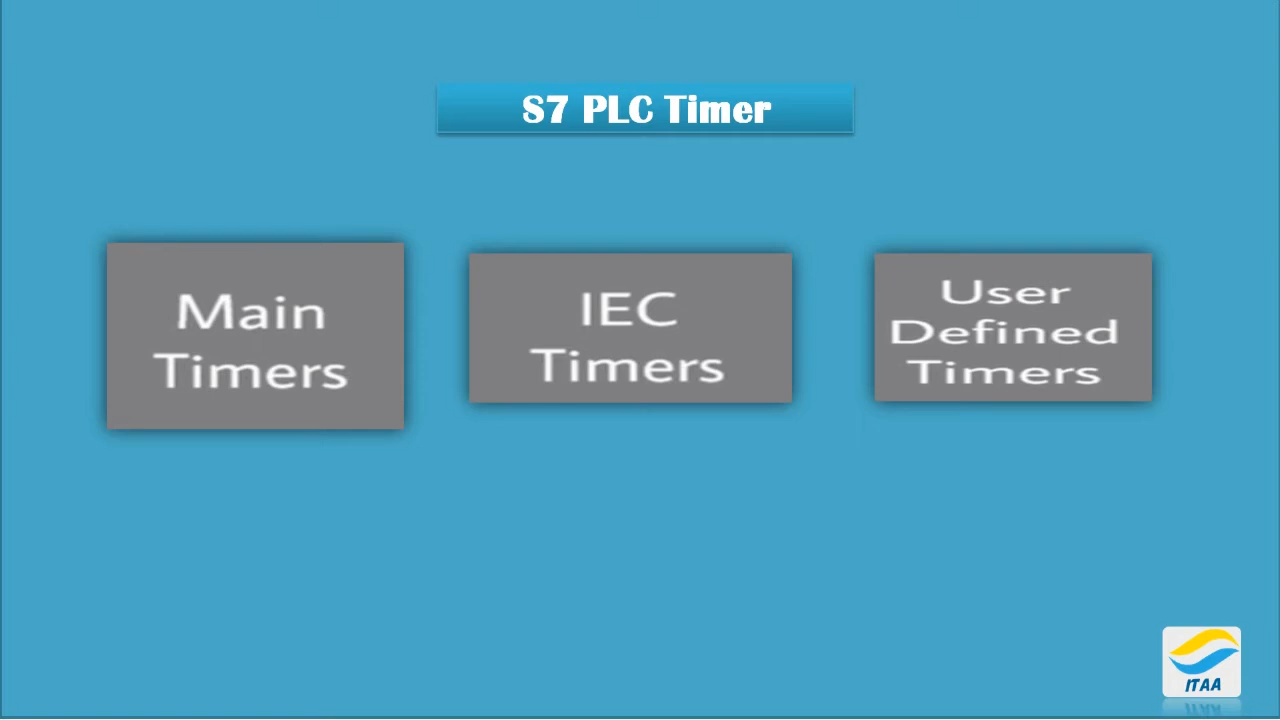 S7 PLC Timer
Main
Timers
IEC
Timers
User
Defined
Timers
ITAA